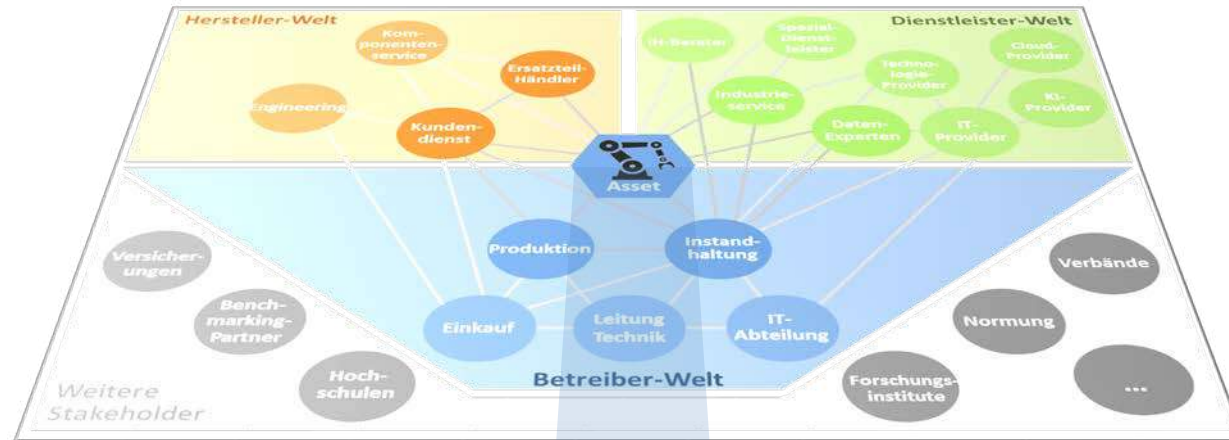 Hersteller-Welt
Dienstleister-Welt
Kom-
ponenten-
service
Ersatzteil-
Händler
Engineering
Kunden-
dienst
IH-Berater
Spezial-
Dienst-
leister
Industrie-
service
Techno-
logie-
Provider
Cloud-
Provider
KI-
Provider
Daten-
Experten
IT-
Provider
Asset
Produktion
Instand-
haltung
Einkauf
Leitung
Technik
IT-
Abteilung
Betreiber-Welt
Versicher-
ungen
Bench-
marking-
Partner
Hoch-
schulen
Weitere
Stakeholder
Verbände
Normung
Forschungs-
institute
...